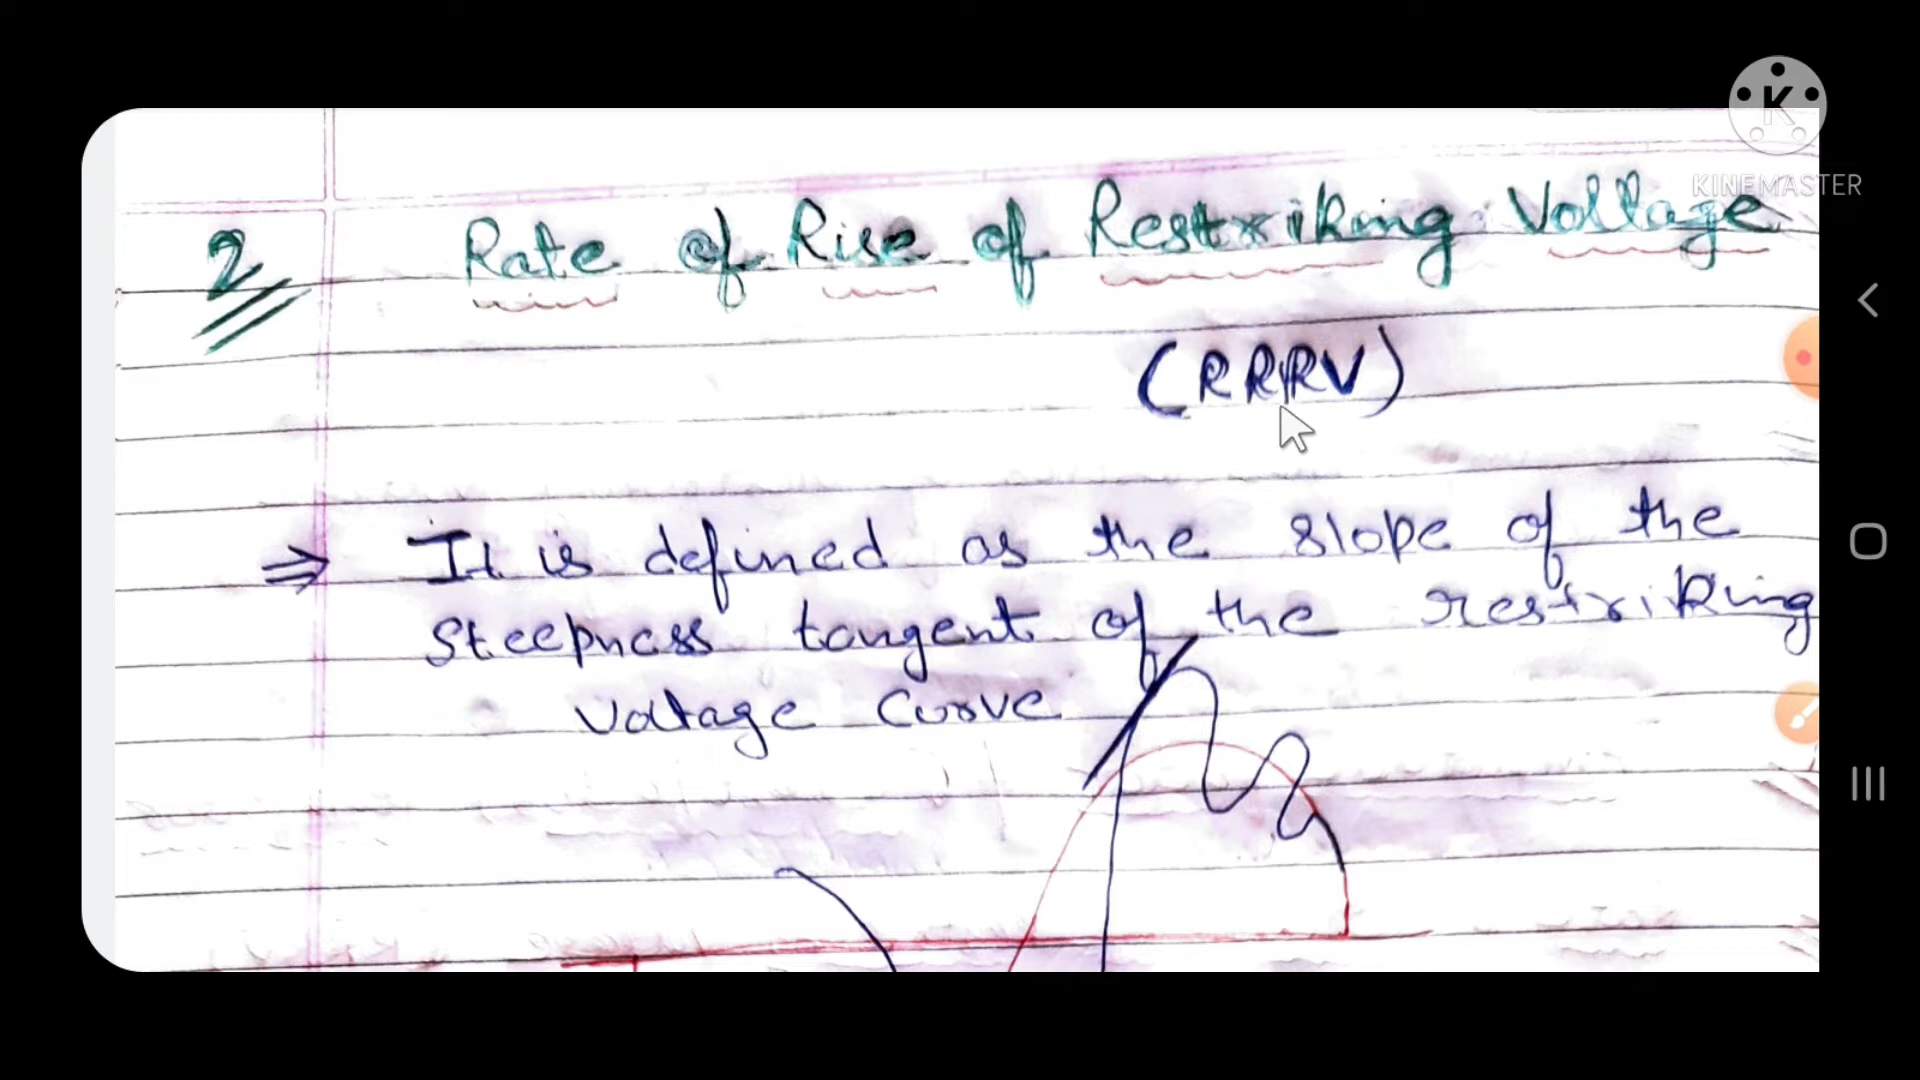 K
KINEMASTER
2 Rate of Rise of Restriking Voltage
(RRRV)
⇒ It is defined as the slope of the
steepness tangent of the restriking
voltage curve